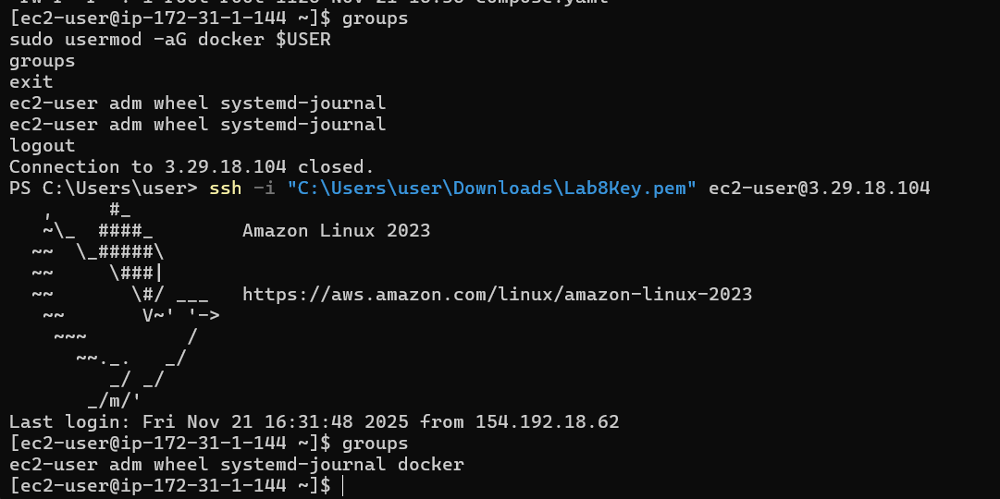 [ec2-user@ip-172-31-1-144 ~]$ groups
sudo usermod -aG docker $USER
groups
exit
ec2-user adm wheel systemd-journal
ec2-user adm wheel systemd-journal
logout
Connection to 3.29.18.104 closed.
PS C:\Users\user> ssh -i "C:\Users\user\Downloads\Lab8Key.pem" ec2-user@3.29.18.104
   ,     #_
   ~\_  ####_        Amazon Linux 2023
  ~~  \_#####\
  ~~     \###|
  ~~       \#/ ___   https://aws.amazon.com/linux/amazon-linux-2023
   ~~       V~' '->
    ~~~         /
      ~~._.   _/
         _/ _/
       _/m/'
Last login: Fri Nov 21 16:31:48 2025 from 154.192.18.62
[ec2-user@ip-172-31-1-144 ~]$ groups
ec2-user adm wheel systemd-journal docker
[ec2-user@ip-172-31-1-144 ~]$